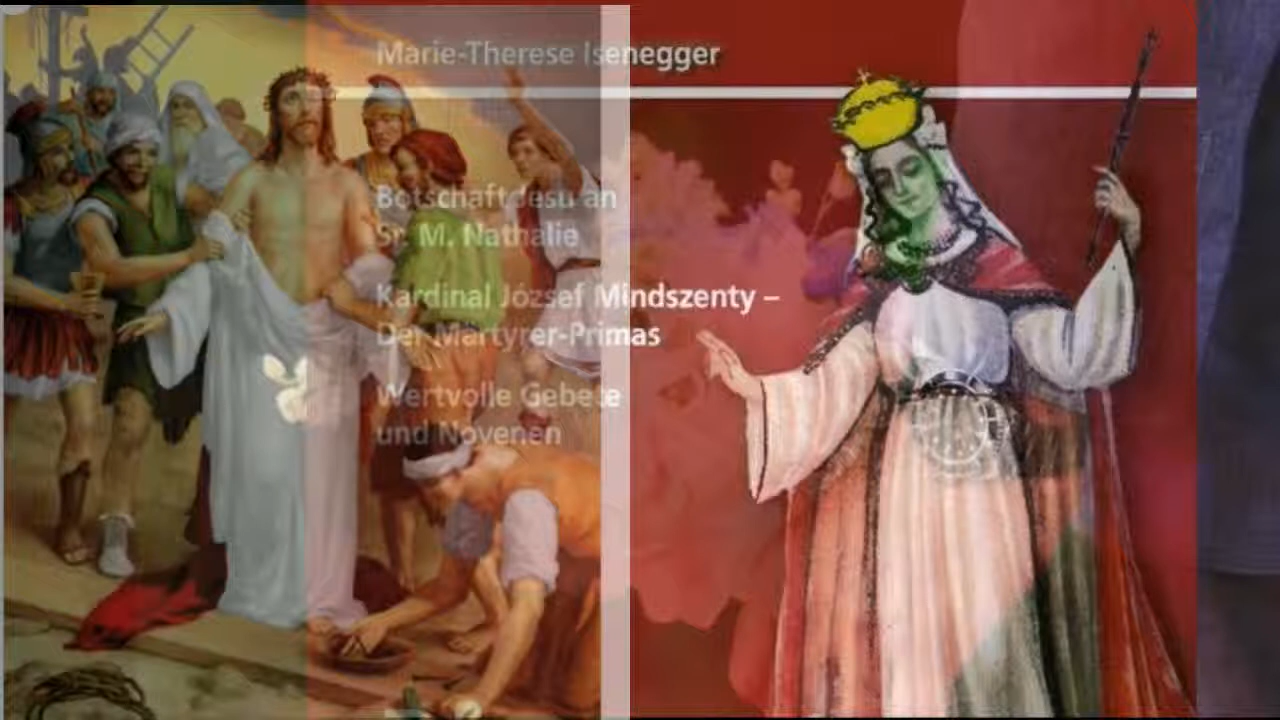 Marie-Therese Isenegger
Botschaft Jesu an
Sr. M. Nathalie
Kardinal József Mindszenty –
Der Martyrer-Primas
Wertvolle Gebete
und Novenen